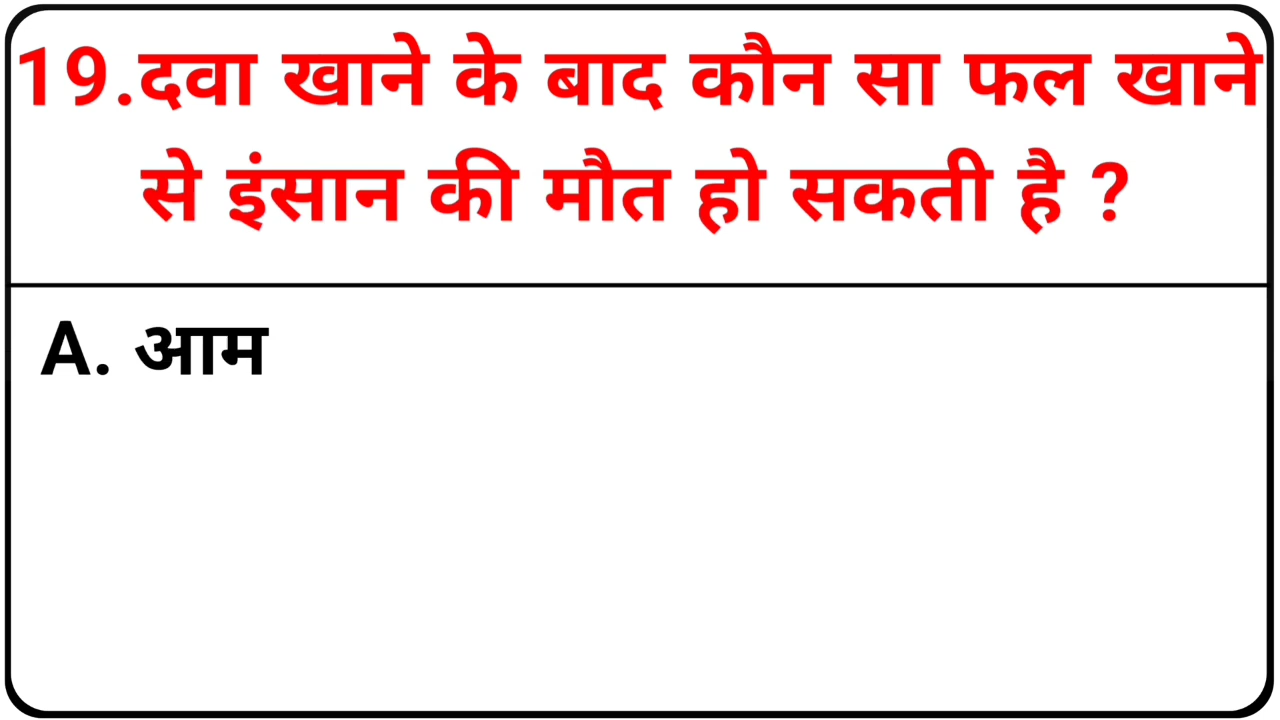 19.दवा खाने के बाद कौन सा फल खाने
से इंसान की मौत हो सकती है ?
A. आम